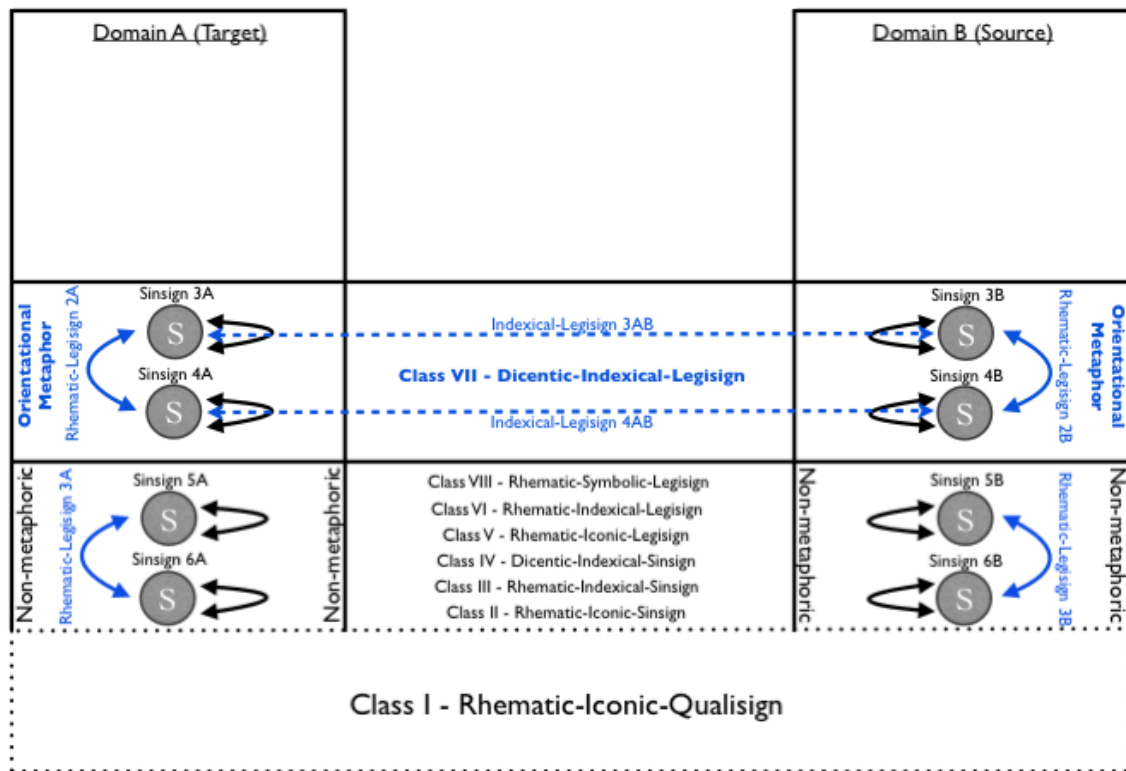 Domain A (Target)
Domain B (Source)
Orientational
Metaphor
Rhematic-Legisign 2A
Sinsign 3A
S
Sinsign 4A
S
Indexical-Legisign 3AB
Class VII - Dicentic-Indexical-Legisign
Indexical-Legisign 4AB
Sinsign 3B
S
Sinsign 4B
S
Rhematic-Legisign 2B
Orientational
Metaphor
Non-metaphoric
Rhematic-Legisign 3A
Sinsign 5A
S
Sinsign 6A
S
Non-metaphoric
Class VIII - Rhematic-Symbolic-Legisign
Class VI - Rhematic-Indexical-Legisign
Class V - Rhematic-Iconic-Legisign
Class IV - Dicentic-Indexical-Sinsign
Class III - Rhematic-Indexical-Sinsign
Class II - Rhematic-Iconic-Sinsign
Non-metaphoric
Sinsign 5B
S
Sinsign 6B
S
Rhematic-Legisign 3B
Non-metaphoric
Class I - Rhematic-Iconic-Qualisign